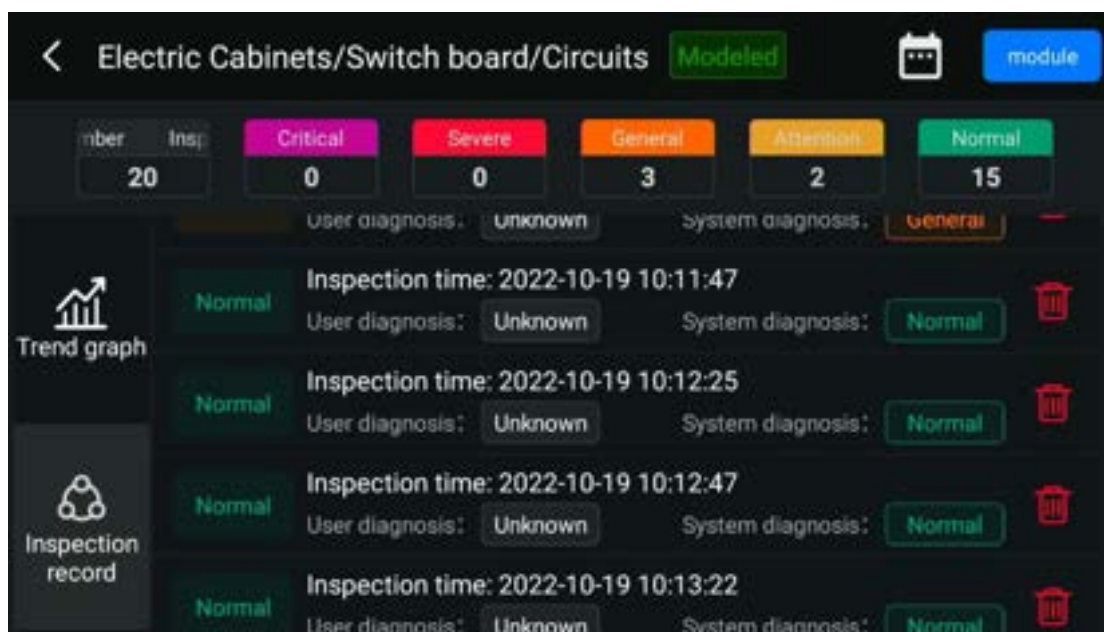 Electric Cabinets/Switch board/Circuits Modeled module
mber Insp Critical Severe General Attention Normal
20 0 0 3 2 15
User diagnosis: Unknown System diagnosis: General
Normal Inspection time: 2022-10-19 10:11:47
User diagnosis: Unknown System diagnosis: Normal
Trend graph
Normal Inspection time: 2022-10-19 10:12:25
User diagnosis: Unknown System diagnosis: Normal
Normal Inspection time: 2022-10-19 10:12:47
User diagnosis: Unknown System diagnosis: Normal
Inspection
record
Normal Inspection time: 2022-10-19 10:13:22
User diagnosis: Unknown System diagnosis: Normal